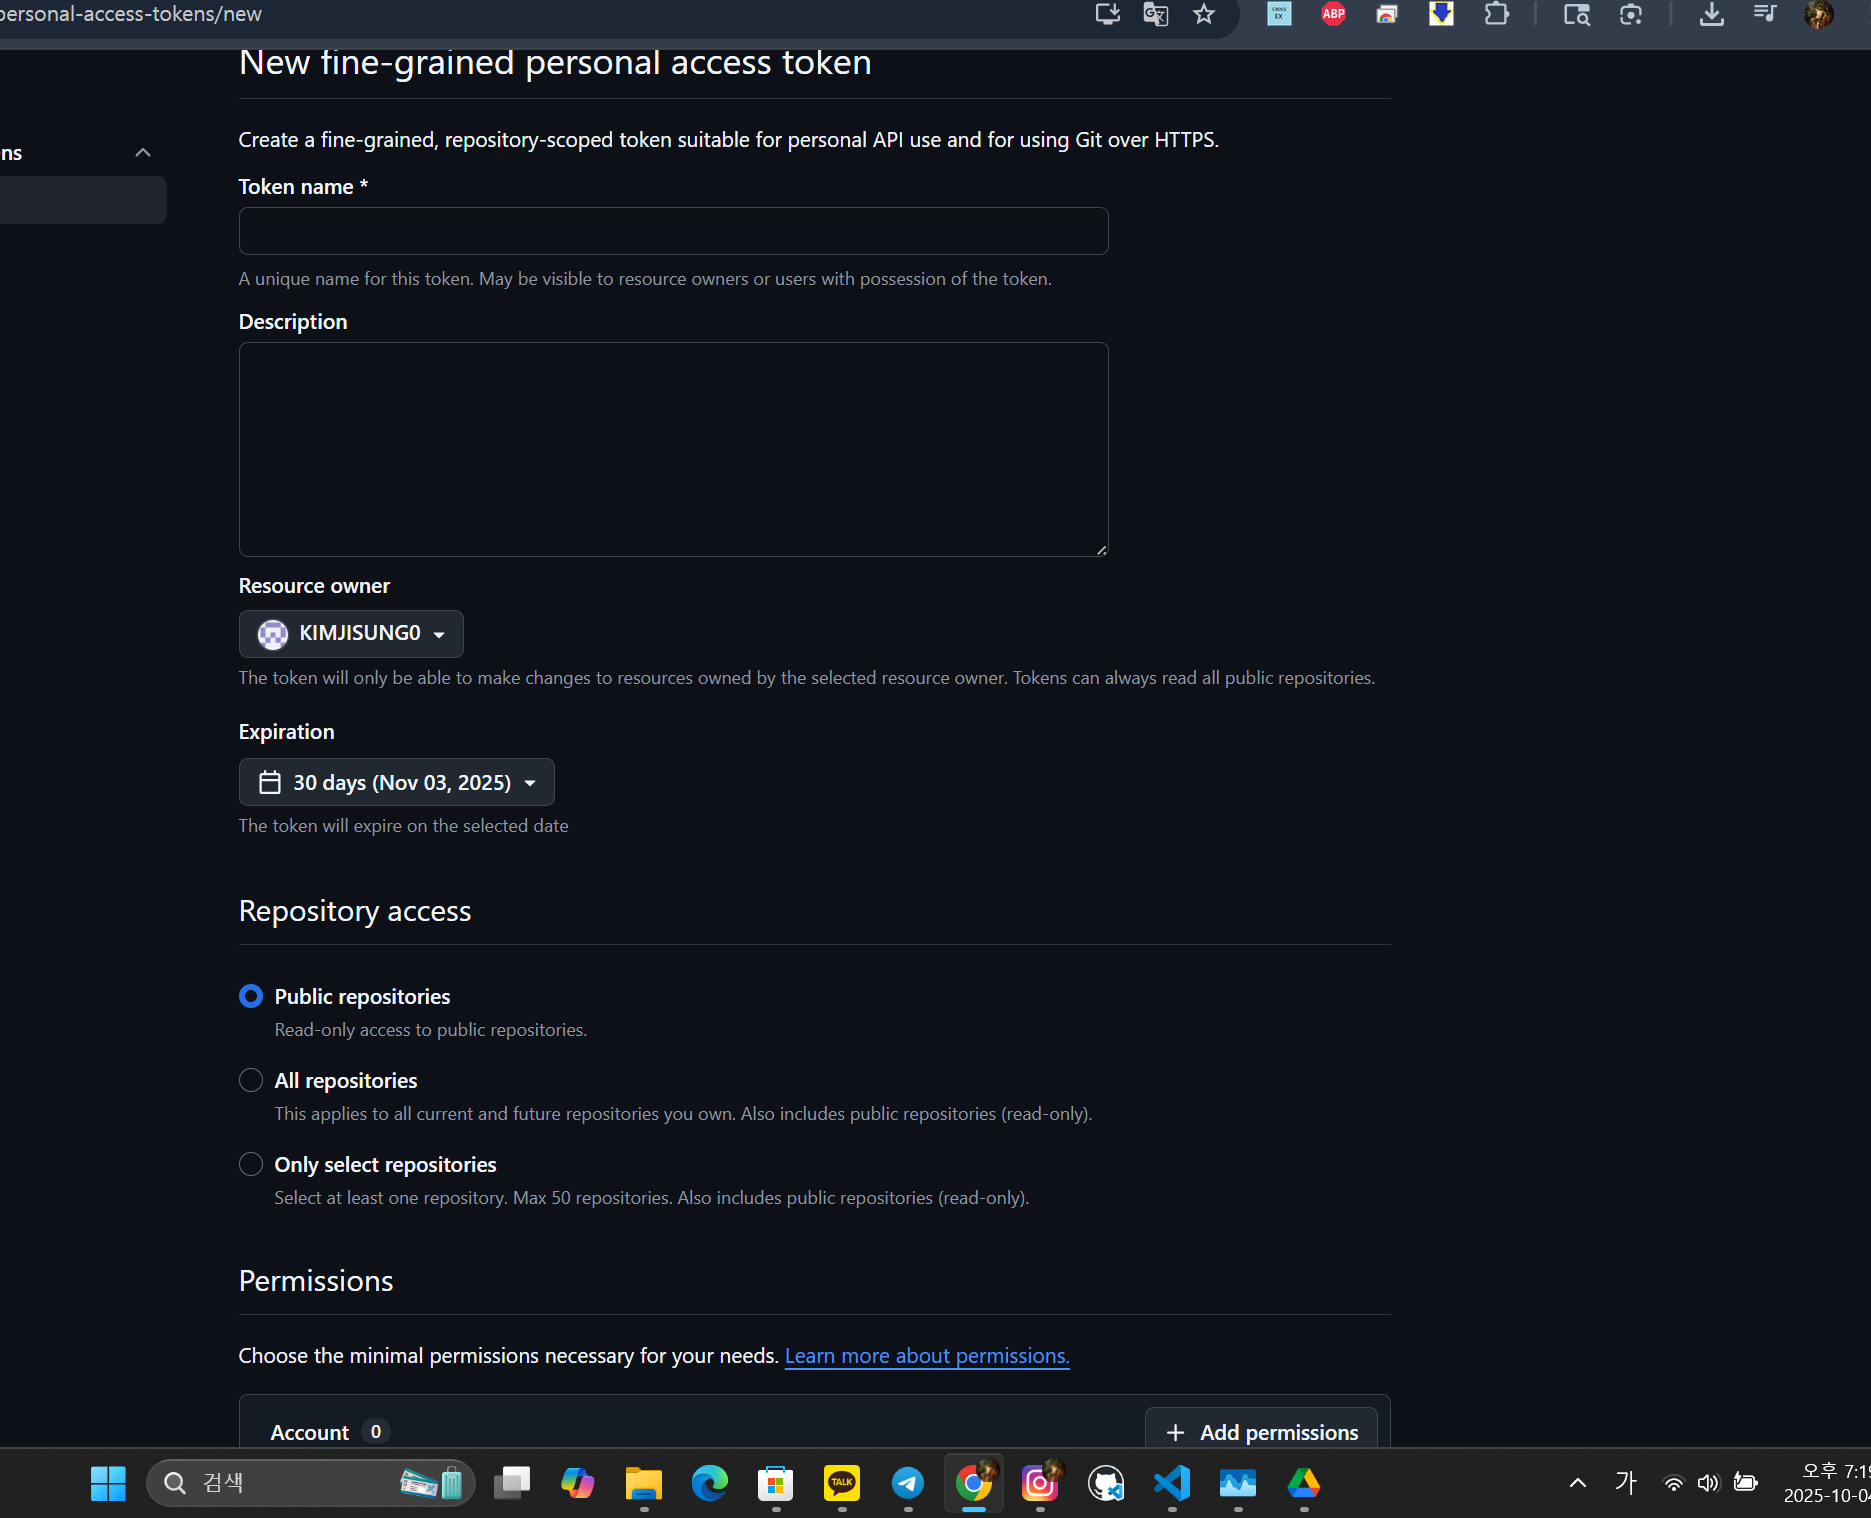 personal-access-tokens/new
CROSS EX
ABP
New fine-grained personal access token
Create a fine-grained, repository-scoped token suitable for personal API use and for using Git over HTTPS.
ns
Token name *
A unique name for this token. May be visible to resource owners or users with possession of the token.
Description
Resource owner
KIMJISUNG0
The token will only be able to make changes to resources owned by the selected resource owner. Tokens can always read all public repositories.
Expiration
30 days (Nov 03, 2025)
The token will expire on the selected date
Repository access
Public repositories
Read-only access to public repositories.
All repositories
This applies to all current and future repositories you own. Also includes public repositories (read-only).
Only select repositories
Select at least one repository. Max 50 repositories. Also includes public repositories (read-only).
Permissions
Choose the minimal permissions necessary for your needs. Learn more about permissions.
Account 0
Add permissions
검색
TALK
가
오후 7:19
2025-10-04